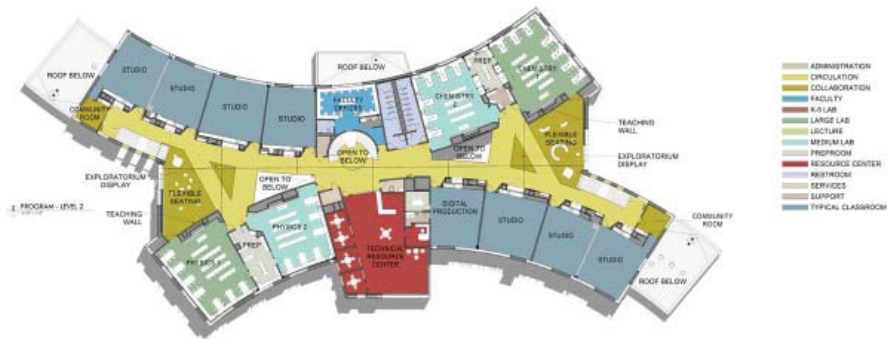 ROOF BELOW
STUDIO
STUDIO
STUDIO
STUDIO
COMMUNITY
ROOM
ROOF BELOW
FACULTY
OFFICES
PREP
CHEMISTRY
1
CHEMISTRY
2
FLEXIBLE
SEATING
OPEN TO
BELOW
OPEN TO
BELOW
TEACHING
WALL
EXPLORATORIUM
DISPLAY
EXPLORATORIUM
DISPLAY
FLEXIBLE
SEATING
OPEN TO
BELOW
TEACHING
WALL
PROGRAM - LEVEL 2
PHYSICS 1
PREP
PHYSICS 2
TECHNICAL
RESOURCE
CENTER
DIGITAL
PRODUCTION
STUDIO
STUDIO
STUDIO
COMMUNITY
ROOM
ROOF BELOW
ADMINISTRATION
CIRCULATION
COLLABORATION
FACULTY
K-5 LAB
LARGE LAB
LECTURE
MEDIUM LAB
PREPROOM
RESOURCE CENTER
RESTROOM
SERVICES
SUPPORT
TYPICAL CLASSROOM